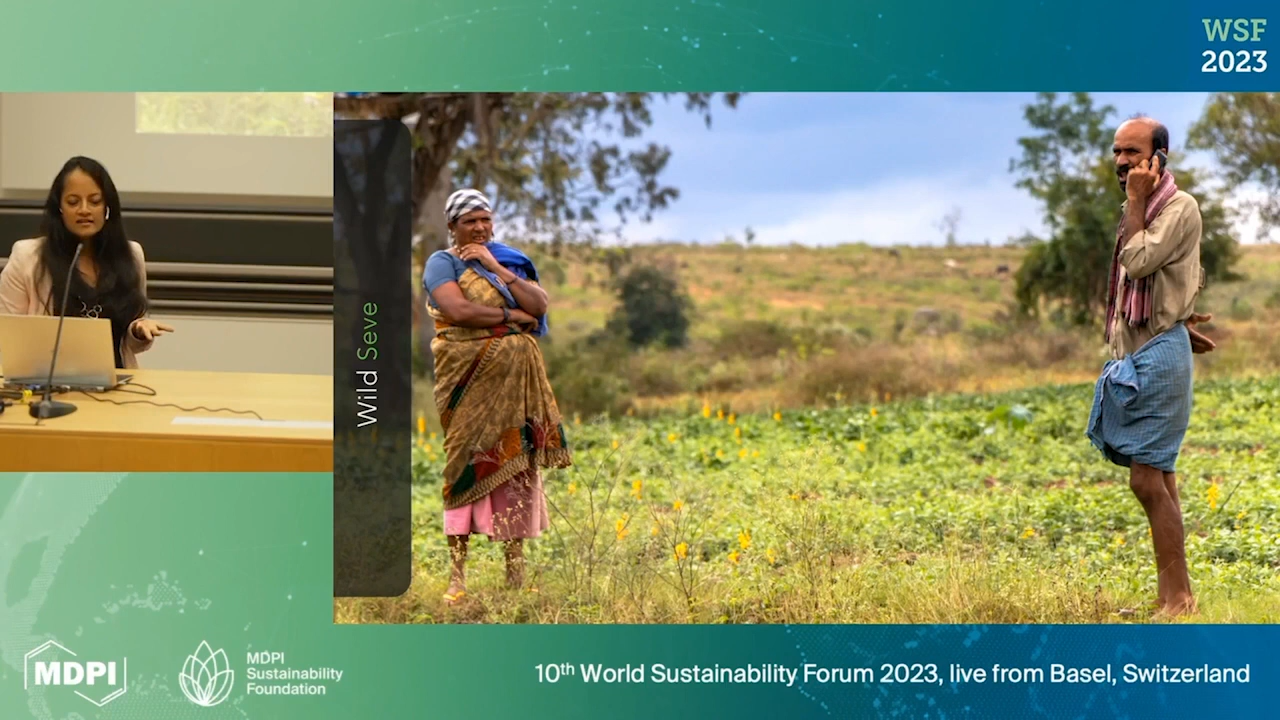 WSF
2023
Wild Seve
MDPI
MDPI
Sustainability
Foundation
10th World Sustainability Forum 2023, live from Basel, Switzerland